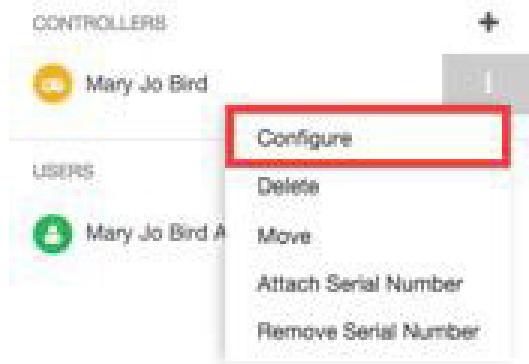 CONTROLLERS
Mary Jo Bird
Configure
USERS
Delete
Mary Jo Bird A
Move
Attach Serial Number
Remove Serial Number